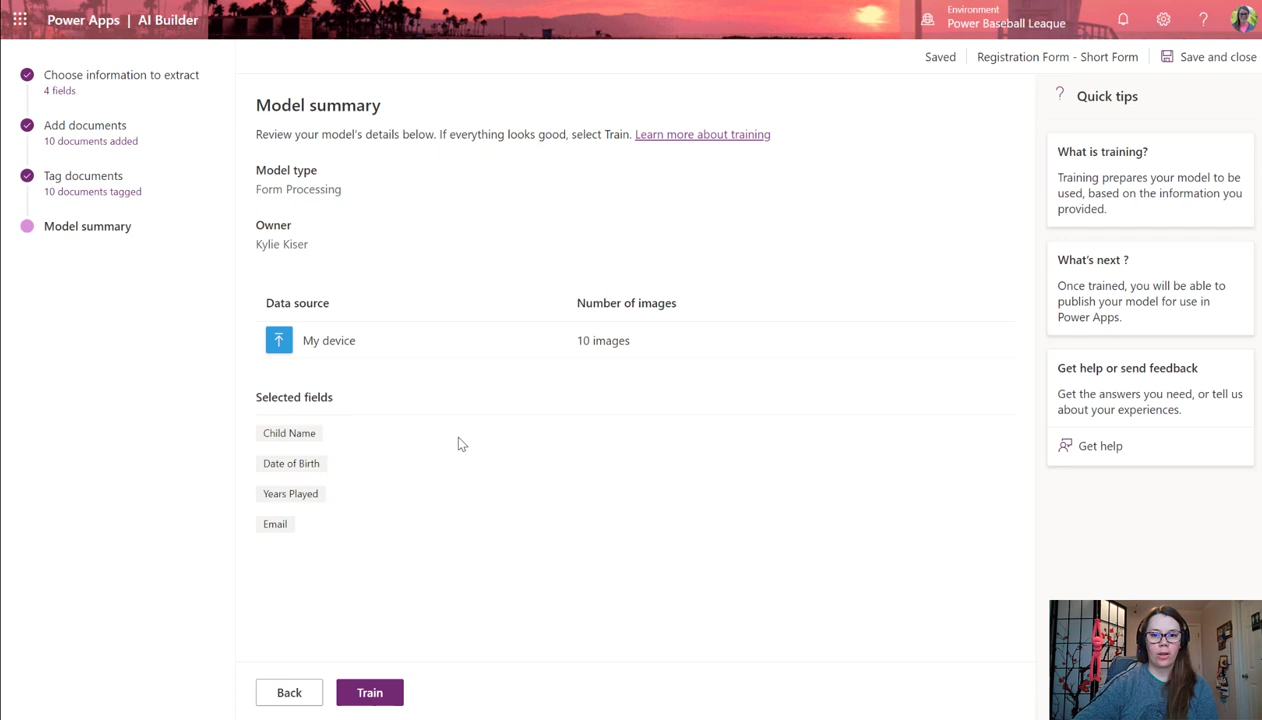 Power Apps | AI Builder
Environment
Power Baseball League
Saved
Registration Form - Short Form
Save and close
Choose information to extract
4 fields
Add documents
10 documents added
Tag documents
10 documents tagged
Model summary
Model summary
Review your model's details below. If everything looks good, select Train. Learn more about training
Model type
Form Processing
Owner
Kylie Kiser
Data source Number of images
My device 10 images
Selected fields
Child Name
Date of Birth
Years Played
Email
Back
Train
? Quick tips
What is training?
Training prepares your model to be
used, based on the information you
provided.
What's next ?
Once trained, you will be able to
publish your model for use in
Power Apps.
Get help or send feedback
Get the answers you need, or tell us
about your experiences.
Get help